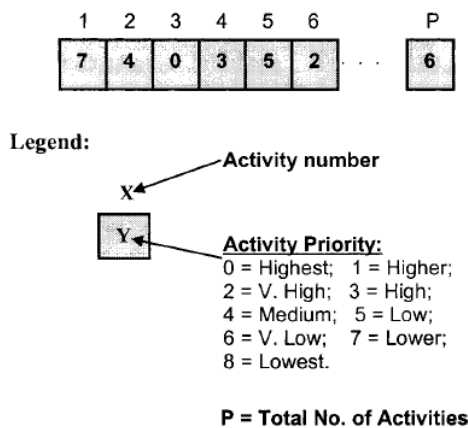 1 2 3 4 5 6 P
7 4 0 3 5 2 . . . 6
Legend:
Activity number
X
Y
Activity Priority:
0 = Highest; 1 = Higher;
2 = V. High; 3 = High;
4 = Medium; 5 = Low;
6 = V. Low; 7 = Lower;
8 = Lowest.
P = Total No. of Activities